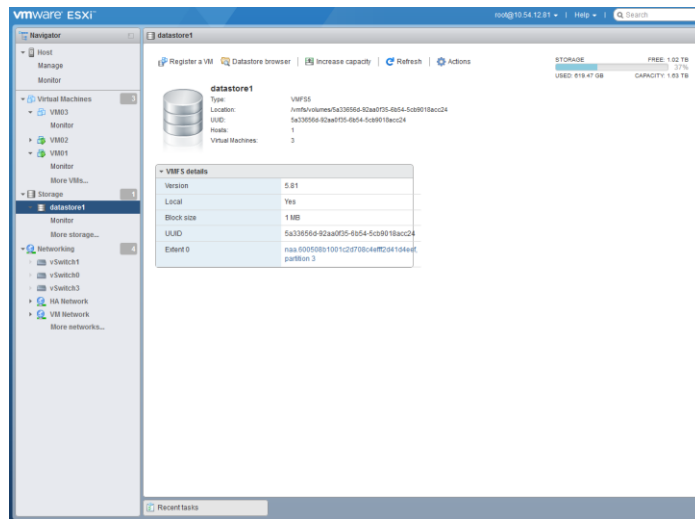 vmware ESXi
root@10.54.12.81 | Help | Search
Navigator
Host
Manage
Monitor
Virtual Machines 3
VM03
Monitor
VM02
VM01
Monitor
More VMs...
Storage 1
datastore1
Monitor
More storage...
Networking 4
vSwitch1
vSwitch0
vSwitch3
HA Network
VM Network
More networks...
datastore1
Register a VM | Datastore browser | Increase capacity | Refresh | Actions
STORAGE FREE: 1.02 TB
37%
USED: 619.47 GB CAPACITY: 1.63 TB
datastore1
Type: VMFS5
Location: /vmfs/volumes/5a33656d-92aa0f35-6b54-5cb9018acc24
UUID: 5a33656d-92aa0f35-6b54-5cb9018acc24
Hosts: 1
Virtual Machines: 3
VMFS details
Version 5.81
Local Yes
Block size 1 MB
UUID 5a33656d-92aa0f35-6b54-5cb9018acc24
Extent 0 naa.600508b1001c2d708c4efff2d41d4eef,
partition 3
Recent tasks